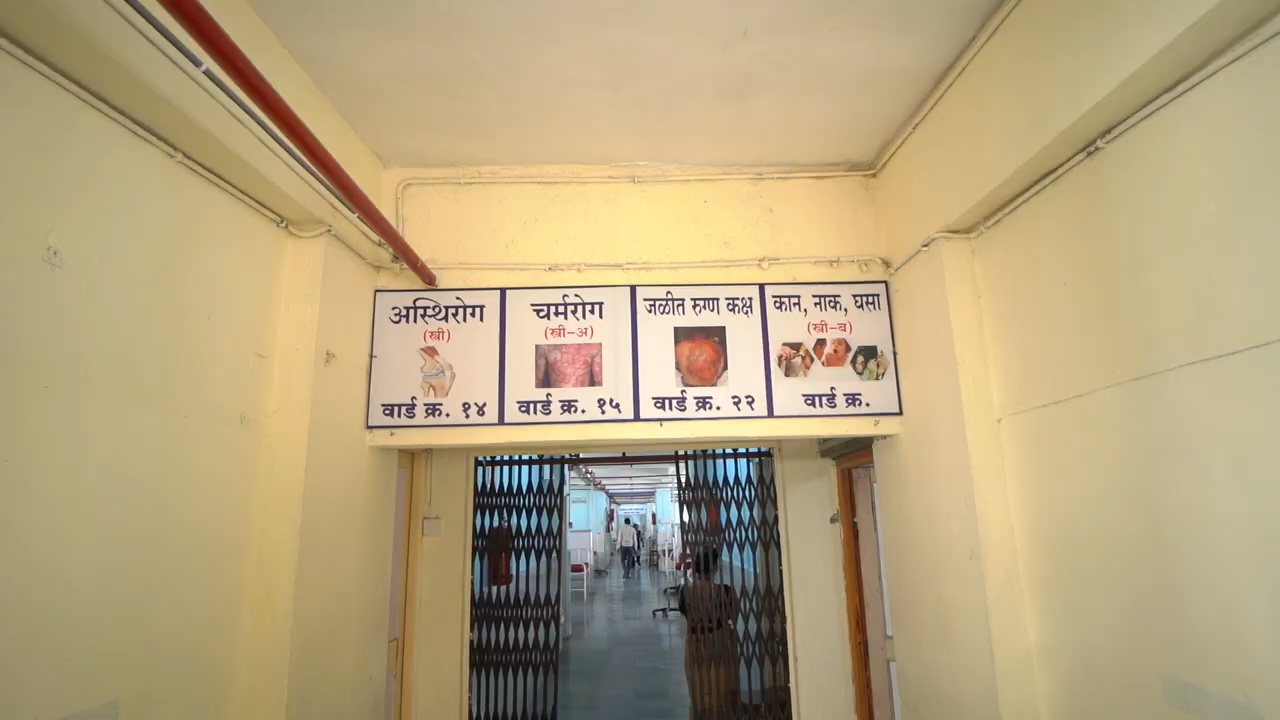 अस्थिरोग
(स्त्री)
वार्ड क्र. १४
चर्मरोग
(स्त्री-अ)
वार्ड क्र. १५
जळीत रुग्ण कक्ष
वार्ड क्र. २२
कान, नाक, घसा
(स्त्री-ब)
वार्ड क्र.